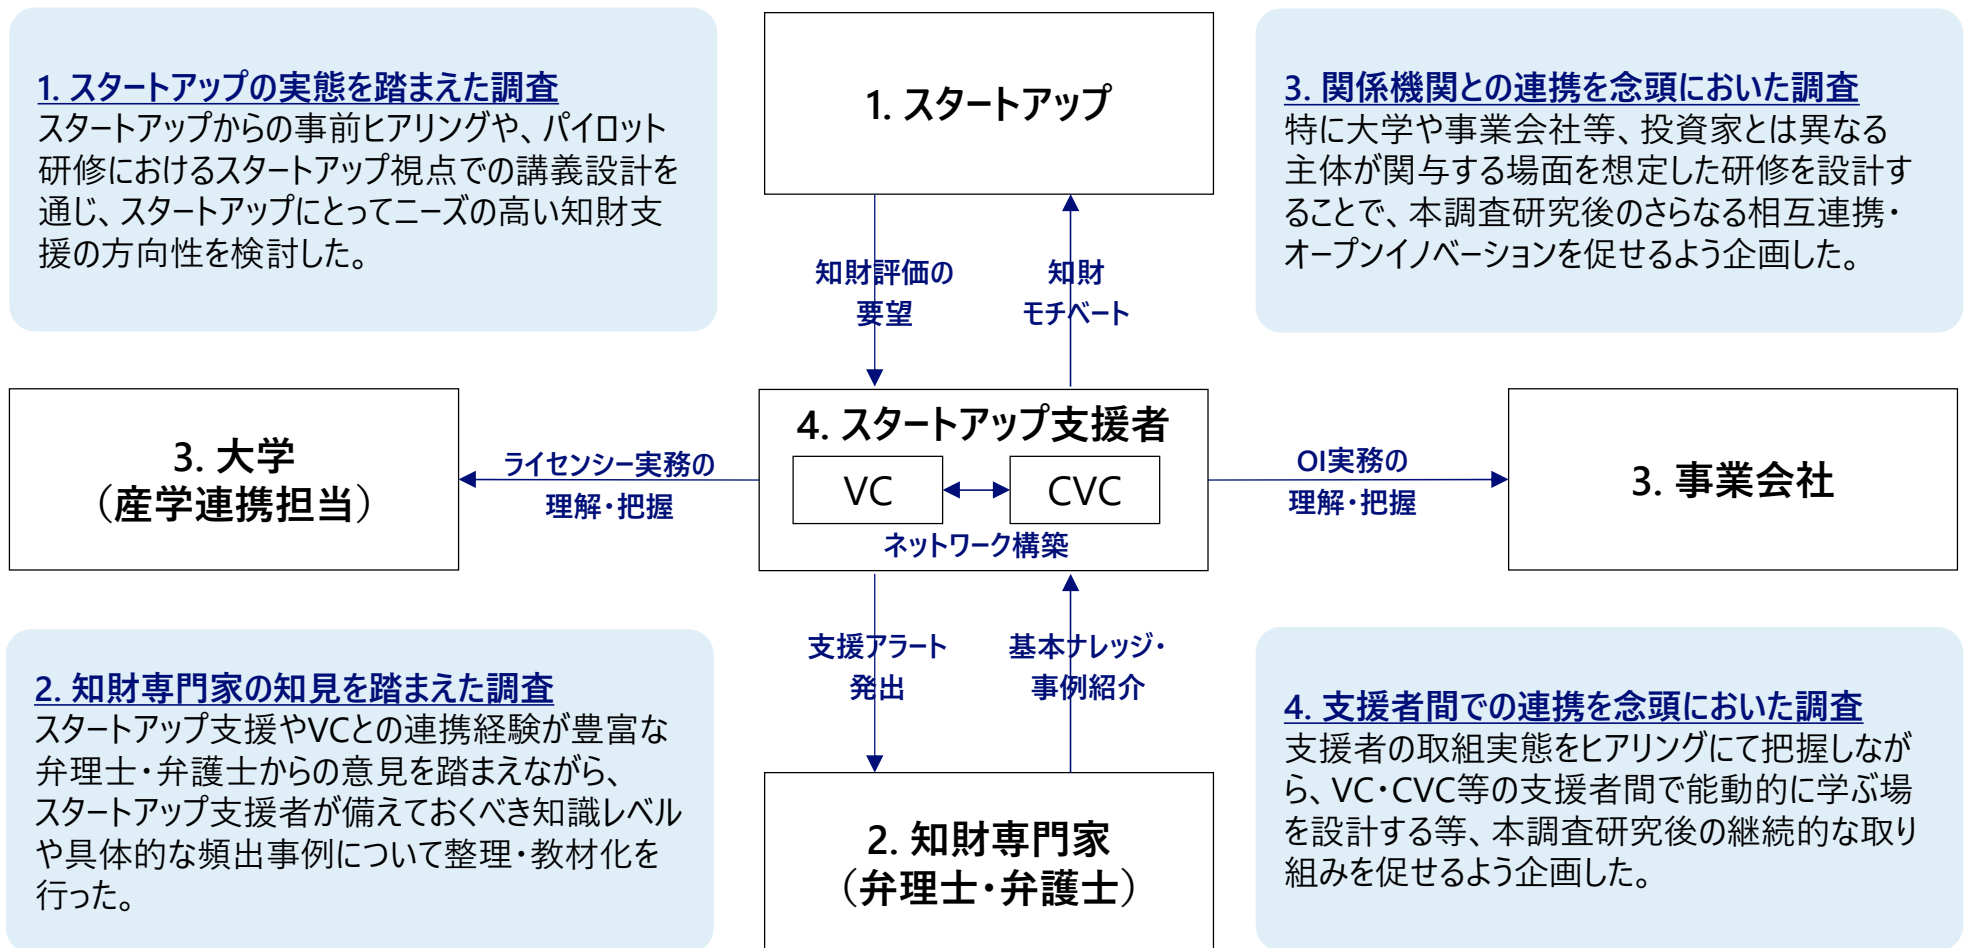 1. スタートアップの実態を踏まえた調査
スタートアップからの事前ヒアリングや、パイロット
研修におけるスタートアップ視点での講義設計を
通じ、スタートアップにとってニーズの高い知財支
援の方向性を検討した。
1. スタートアップ
3. 関係機関との連携を念頭においた調査
特に大学や事業会社等、投資家とは異なる
主体が関与する場面を想定した研修を設計す
ることで、本調査研究後のさらなる相互連携・
オープンイノベーションを促せるよう企画した。
知財評価の
要望
知財
モチベート
3. 大学
（産学連携担当）
ライセンシー実務の
理解・把握
4. スタートアップ支援者
VC
CVC
ネットワーク構築
OI実務の
理解・把握
3. 事業会社
支援アラート
発出
基本ナレッジ・
事例紹介
2. 知財専門家の知見を踏まえた調査
スタートアップ支援やVCとの連携経験が豊富な
弁理士・弁護士からの意見を踏まえながら、
スタートアップ支援者が備えておくべき知識レベル
や具体的な頻出事例について整理・教材化を
行った。
2. 知財専門家
（弁理士・弁護士）
4. 支援者間での連携を念頭においた調査
支援者の取組実態をヒアリングにて把握しなが
ら、VC・CVC等の支援者間で能動的に学ぶ場
を設計する等、本調査研究後の継続的な取り
組みを促せるよう企画した。